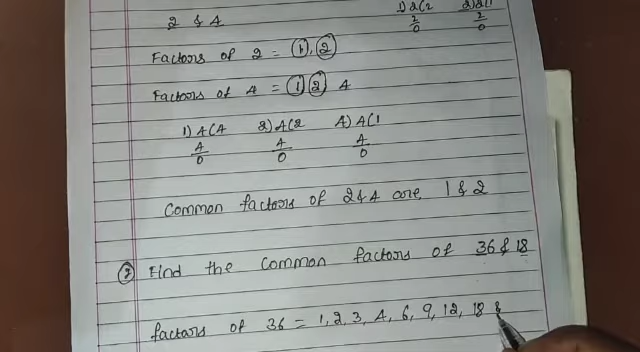 2 & 4
1) 2(2 2) 2(1
2 2
0 0
Factors of 2 = 1, 2
Factors of 4 = 1 2 4
1) 4(4 2) 4(2 4) 4(1
4 4 4
0 0 0
Common factors of 2 & 4 are 1 & 2
Find the common factors of 36 & 18
factors of 36 = 1, 2, 3, 4, 6, 9, 12, 18 &